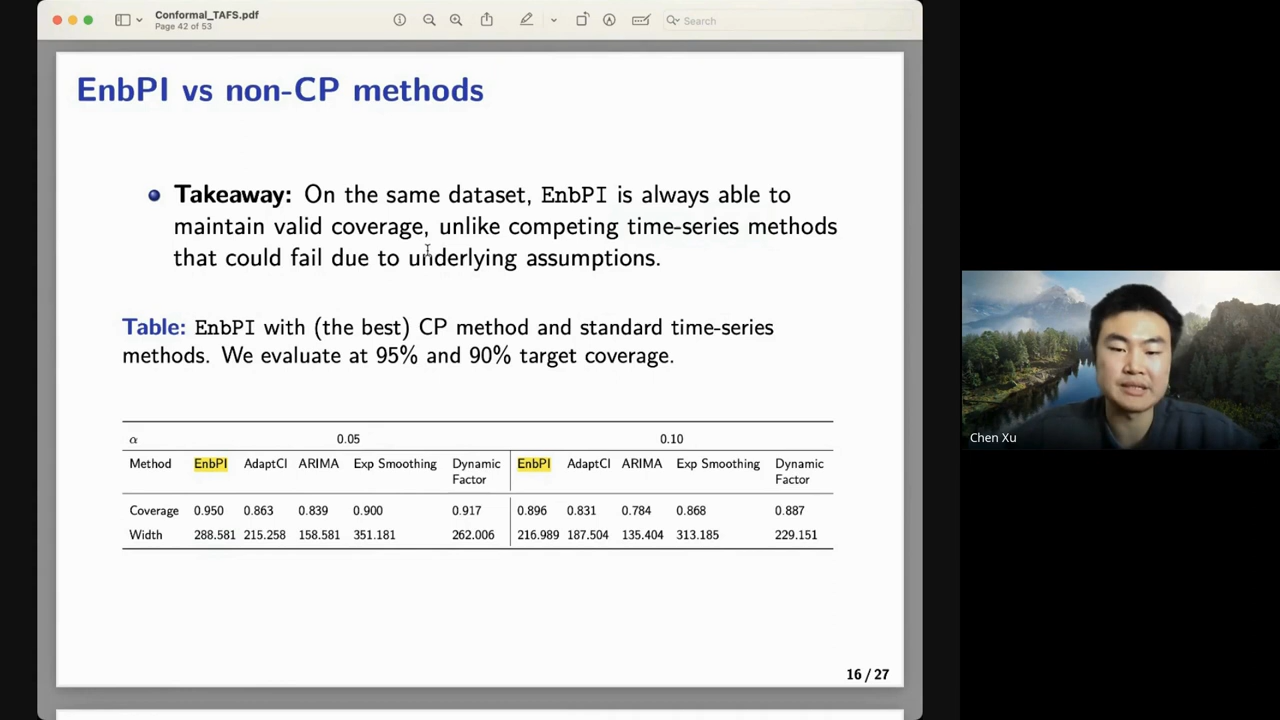 Conformal_TAFS.pdf
Page 42 of 53
Search
EnbPI vs non-CP methods
Takeaway: On the same dataset, EnbPI is always able to
maintain valid coverage, unlike competing time-series methods
that could fail due to underlying assumptions.
Table: EnbPI with (the best) CP method and standard time-series
methods. We evaluate at 95% and 90% target coverage.
α 0.05 0.10
Method EnbPI AdaptCI ARIMA Exp Smoothing Dynamic Factor EnbPI AdaptCI ARIMA Exp Smoothing Dynamic Factor
Coverage 0.950 0.863 0.839 0.900 0.917 0.896 0.831 0.784 0.868 0.887
Width 288.581 215.258 158.581 351.181 262.006 216.989 187.504 135.404 313.185 229.151
16 / 27
Chen Xu